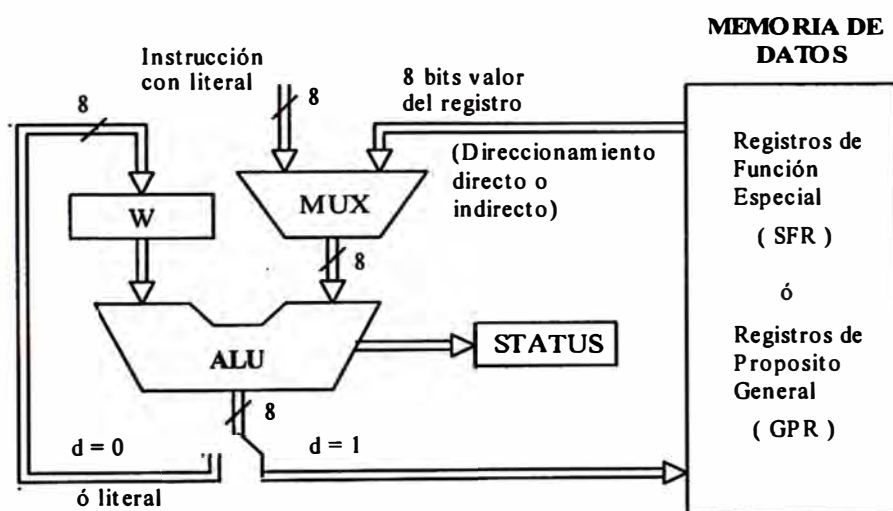 MEMORIA DE
DATOS
Instrucción
con literal
8
8
8 bits valor
del registro
(Direccionamiento
directo o
indirecto)
Registros de
Función
Especial
( SFR )
ó
Registros de
Proposito
General
( GPR )
W
MUX
8
ALU
STATUS
8
d = 0
d = 1
ó literal